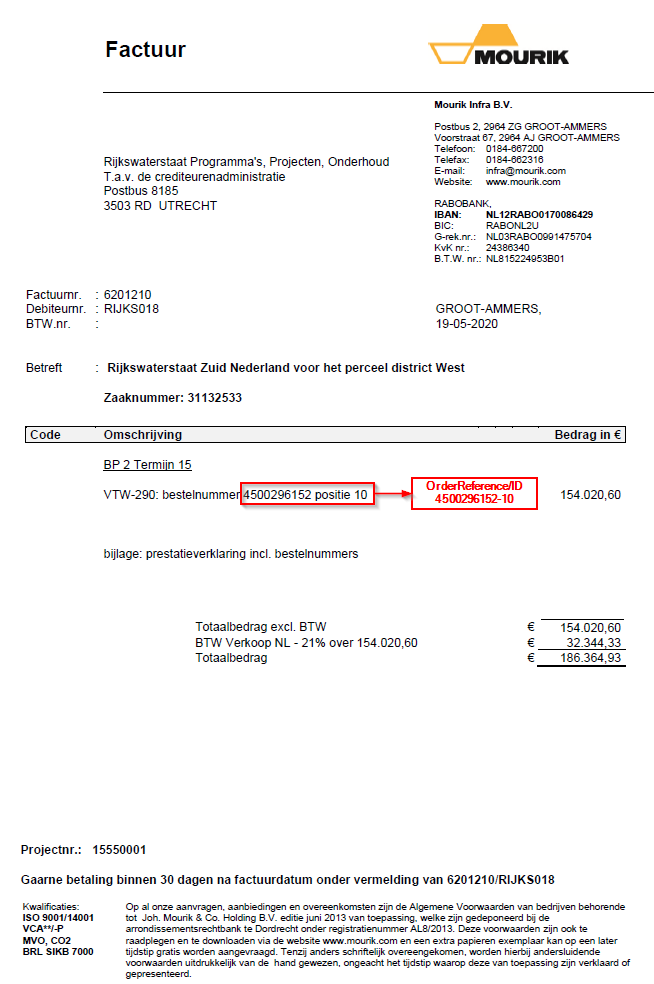 Factuur
MOURIK
Mourik Infra B.V.
Postbus 2, 2964 ZG GROOT-AMMERS
Voorstraat 67, 2964 AJ GROOT-AMMERS
Telefoon: 0184-667200
Telefax: 0184-662316
E-mail: infra@mourik.com
Website: www.mourik.com
Rijkswaterstaat Programma's, Projecten, Onderhoud
T.a.v. de crediteurenadministratie
Postbus 8185
3503 RD UTRECHT
RABOBANK,
IBAN: NL12RABO0170086429
BIC: RABONL2U
G-rek.nr.: NL03RABO0991475704
KvK nr.: 24386340
B.T.W. nr.: NL815224953B01
Factuurnr. : 6201210
Debiteurnr. : RIJKS018
BTW.nr. :
GROOT-AMMERS,
19-05-2020
Betreft : Rijkswaterstaat Zuid Nederland voor het perceel district West
Zaaknummer: 31132533
Code Omschrijving Bedrag in €
BP 2 Termijn 15
VTW-290: bestelnummer 4500296152 positie 10 154.020,60
OrderReference/ID
4500296152-10
bijlage: prestatieverklaring incl. bestelnummers
Totaalbedrag excl. BTW € 154.020,60
BTW Verkoop NL - 21% over 154.020,60 € 32.344,33
Totaalbedrag € 186.364,93
Projectnr.: 15550001
Gaarne betaling binnen 30 dagen na factuurdatum onder vermelding van 6201210/RIJKS018
Kwalificaties:
ISO 9001/14001
VCA**/-P
MVO, CO2
BRL SIKB 7000
Op al onze aanvragen, aanbiedingen en overeenkomsten zijn de Algemene Voorwaarden van bedrijven behorende
tot Joh. Mourik & Co. Holding B.V. editie juni 2013 van toepassing, welke zijn gedeponeerd bij de
arrondissementsrechtbank te Dordrecht onder registratienummer AL8/2013. Deze voorwaarden zijn ook te
raadplegen en te downloaden via de website www.mourik.com en een extra papieren exemplaar kan op een later
tijdstip gratis worden aangevraagd. Tenzij anders schriftelijk overeengekomen, worden hierbij andersluidende
voorwaarden uitdrukkelijk van de hand gewezen, ongeacht het tijdstip waarop deze van toepassing zijn verklaard of
gepresenteerd.